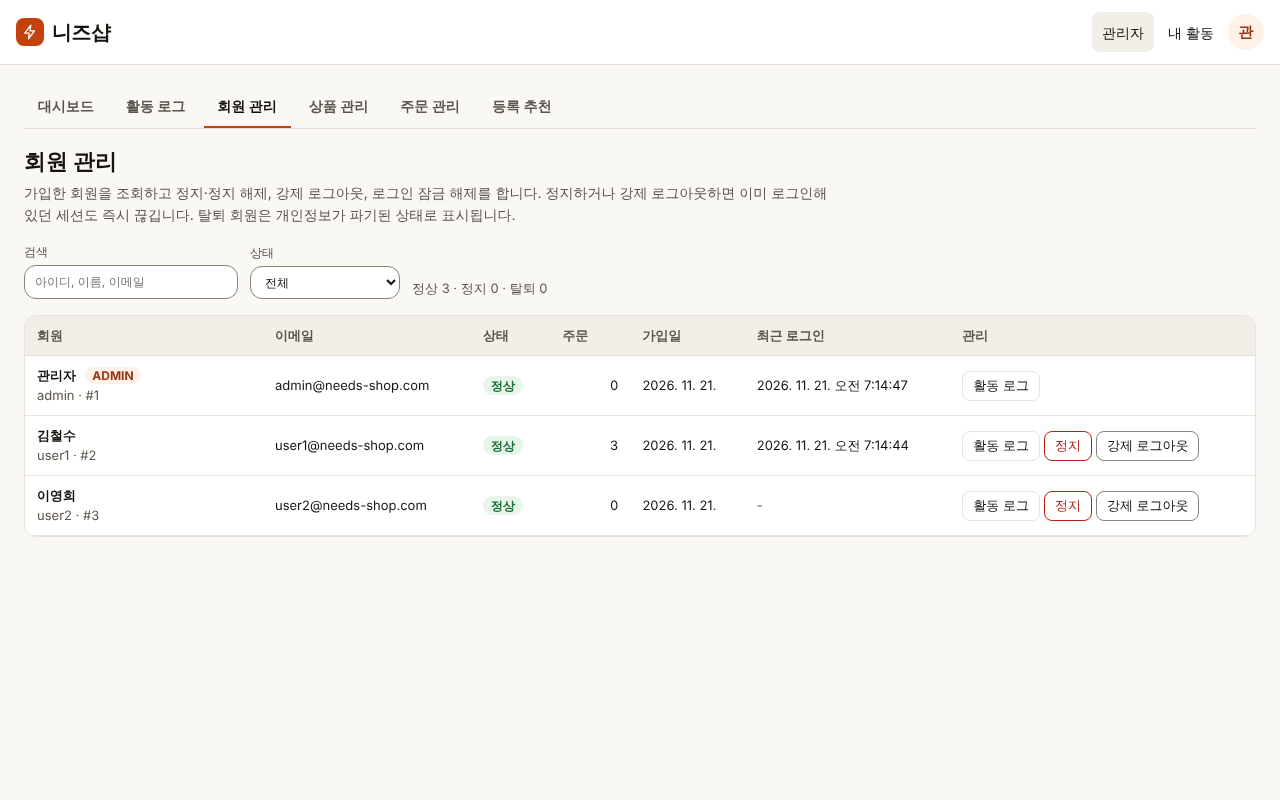 니즈샵
관리자 내 활동 관
대시보드 활동 로그 회원 관리 상품 관리 주문 관리 등록 추천
회원 관리
가입한 회원을 조회하고 정지·정지 해제, 강제 로그아웃, 로그인 잠금 해제를 합니다. 정지하거나 강제 로그아웃하면 이미 로그인해
있던 세션도 즉시 끊깁니다. 탈퇴 회원은 개인정보가 파기된 상태로 표시됩니다.
검색 상태
아이디, 이름, 이메일 전체 정상 3 · 정지 0 · 탈퇴 0
회원 이메일 상태 주문 가입일 최근 로그인 관리
관리자 ADMIN
admin · #1 admin@needs-shop.com 정상 0 2026. 11. 21. 2026. 11. 21. 오전 7:14:47 활동 로그
김철수
user1 · #2 user1@needs-shop.com 정상 3 2026. 11. 21. 2026. 11. 21. 오전 7:14:44 활동 로그 정지 강제 로그아웃
이영희
user2 · #3 user2@needs-shop.com 정상 0 2026. 11. 21. - 활동 로그 정지 강제 로그아웃